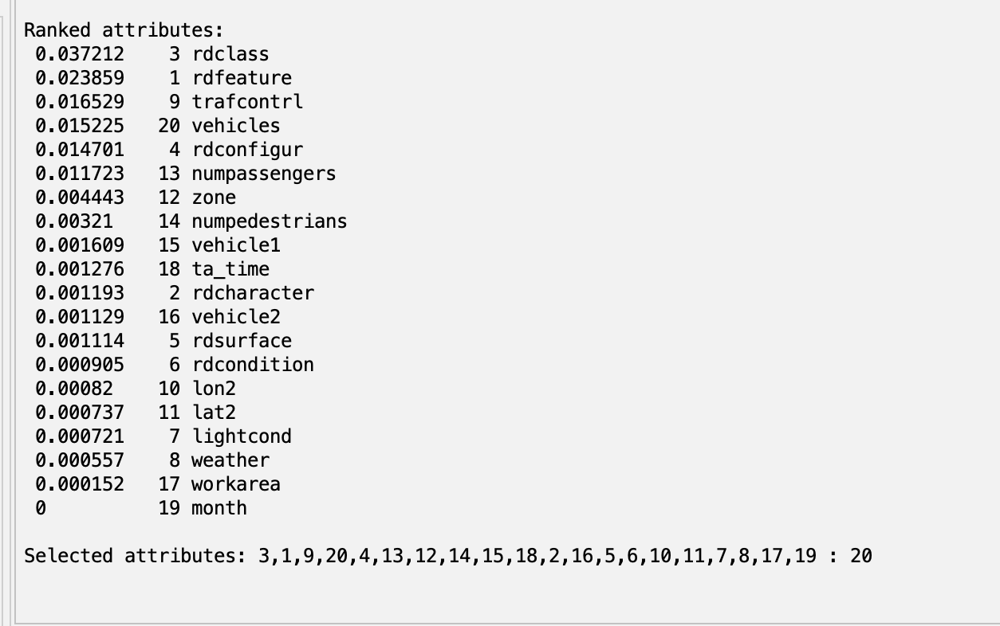 Ranked attributes:
0.037212    3 rdclass
0.023859    1 rdfeature
0.016529    9 trafcontrl
0.015225   20 vehicles
0.014701    4 rdconfigur
0.011723   13 numpassengers
0.004443   12 zone
0.00321    14 numpedestrians
0.001609   15 vehicle1
0.001276   18 ta_time
0.001193    2 rdcharacter
0.001129   16 vehicle2
0.001114    5 rdsurface
0.000905    6 rdcondition
0.00082    10 lon2
0.000737   11 lat2
0.000721    7 lightcond
0.000557    8 weather
0.000152   17 workarea
0          19 month
Selected attributes: 3,1,9,20,4,13,12,14,15,18,2,16,5,6,10,11,7,8,17,19 : 20